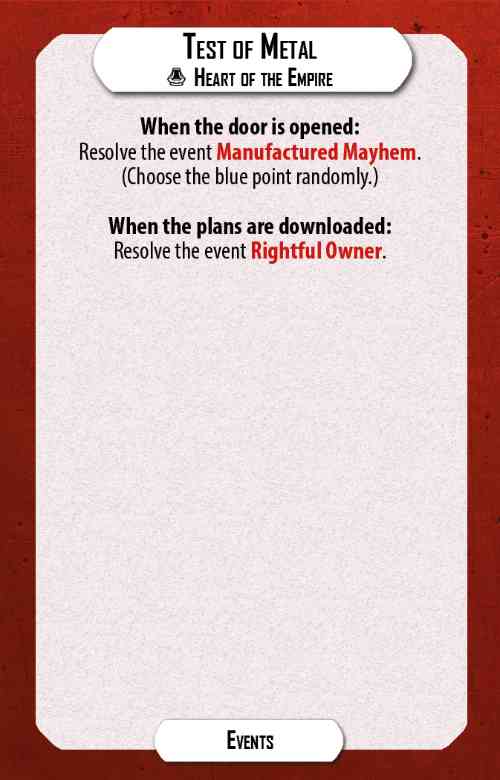 Test of Metal
Heart of the Empire
When the door is opened:
Resolve the event Manufactured Mayhem.
(Choose the blue point randomly.)
When the plans are downloaded:
Resolve the event Rightful Owner.
Events